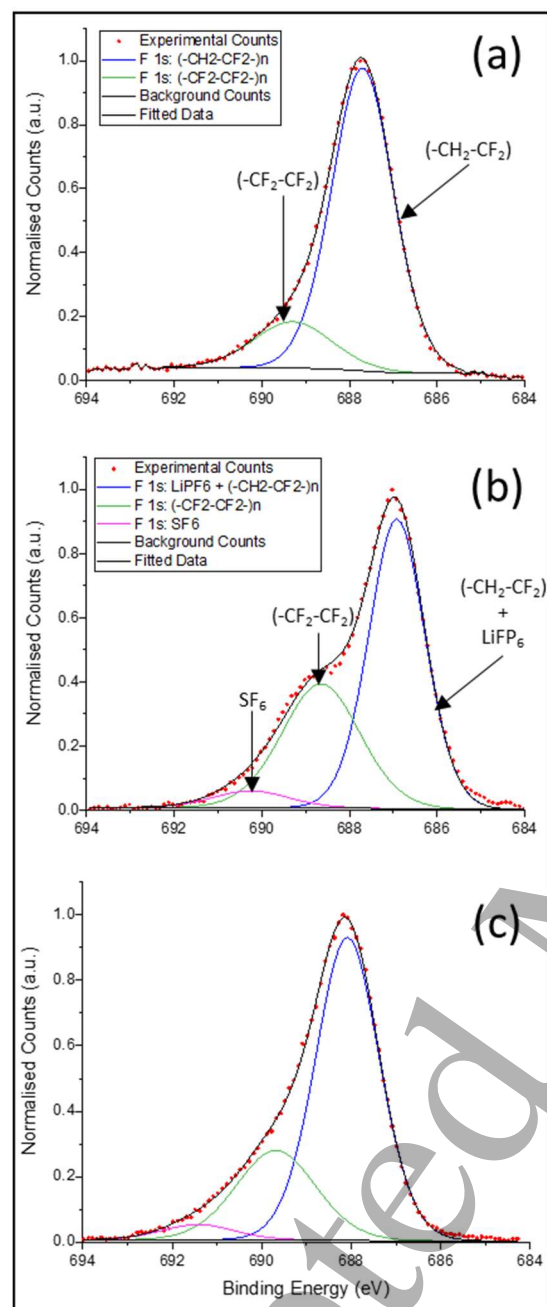 (a)
Experimental Counts
F 1s: (-CH2-CF2-)n
F 1s: (-CF2-CF2-)n
Background Counts
Fitted Data
(-CF2-CF2)
(-CH2-CF2)
Normalised Counts (a.u.)
1.0
0.8
0.6
0.4
0.2
0.0
694
692
690
688
686
684
(b)
Experimental Counts
F 1s: LiPF6 + (-CH2-CF2-)n
F 1s: (-CF2-CF2-)n
F 1s: SF6
Background Counts
Fitted Data
(-CF2-CF2)
SF6
(-CH2-CF2)
+
LiFP6
Normalised Counts (a.u.)
1.0
0.8
0.6
0.4
0.2
0.0
694
692
690
688
686
684
(c)
Normalised Counts (a.u.)
1.0
0.8
0.6
0.4
0.2
0.0
694
692
690
688
686
684
Binding Energy (eV)